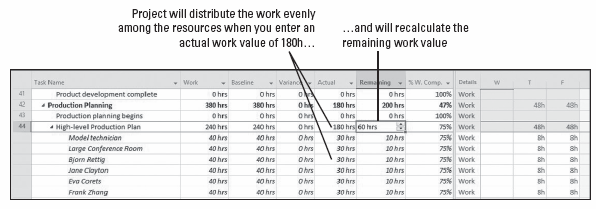 Project will distribute the work evenly
among the resources when you enter an
actual work value of 180h…
…and will recalculate the
remaining work value
Task Name Work Baseline Variance Actual Remaining % W. Comp. Details W T F
41 Product development complete 0 hrs 0 hrs 0 hrs 0 hrs 0 hrs 100% Work
42 Production Planning 380 hrs 380 hrs 0 hrs 180 hrs 200 hrs 47% Work 48h 48h
43 Production planning begins 0 hrs 0 hrs 0 hrs 0 hrs 0 hrs 100% Work
44 High-level Production Plan 240 hrs 240 hrs 0 hrs 180 hrs 60 hrs 75% Work 48h 48h
Model technician 40 hrs 40 hrs 0 hrs 30 hrs 10 hrs 75% Work 8h 8h
Large Conference Room 40 hrs 40 hrs 0 hrs 30 hrs 10 hrs 75% Work 8h 8h
Bjorn Rettig 40 hrs 40 hrs 0 hrs 30 hrs 10 hrs 75% Work 8h 8h
Jane Clayton 40 hrs 40 hrs 0 hrs 30 hrs 10 hrs 75% Work 8h 8h
Eva Corets 40 hrs 40 hrs 0 hrs 30 hrs 10 hrs 75% Work 8h 8h
Frank Zhang 40 hrs 40 hrs 0 hrs 30 hrs 10 hrs 75% Work 8h 8h